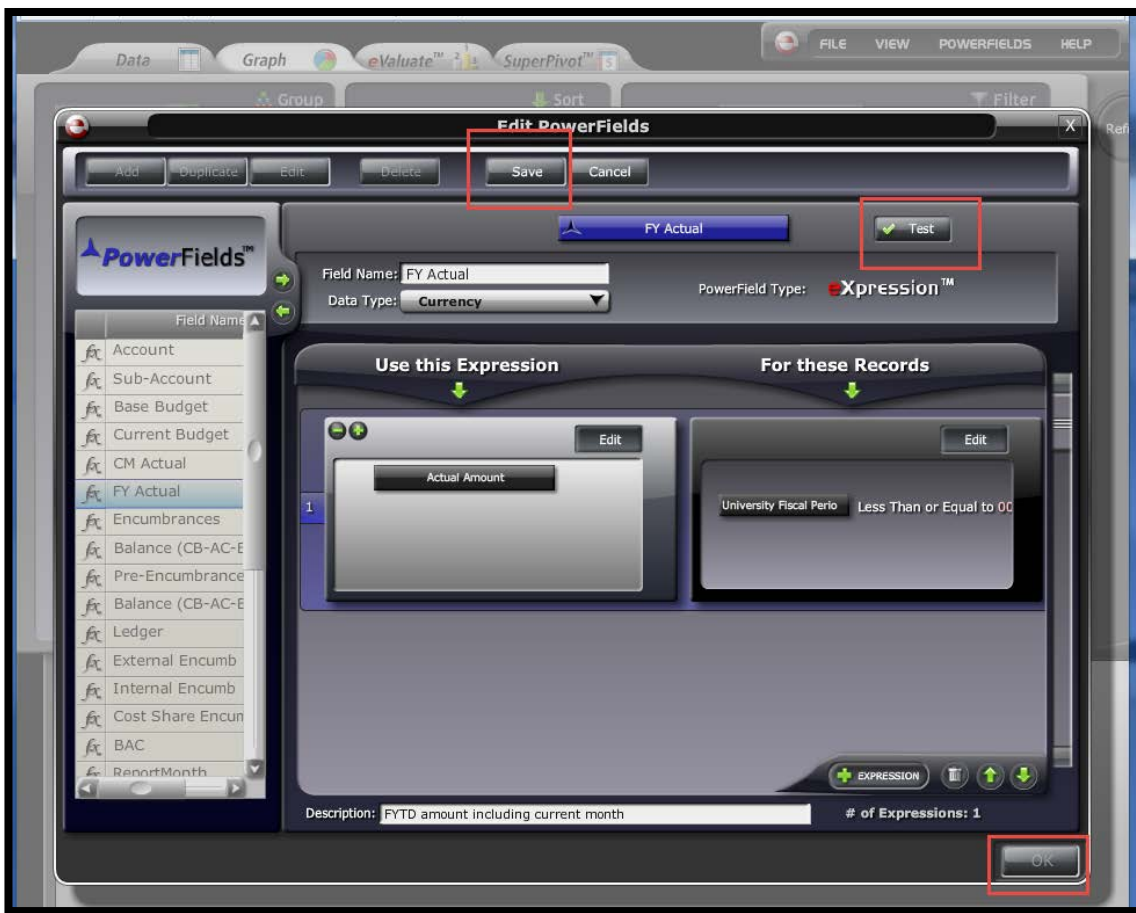 Data Graph eValuate™ SuperPivot™ FILE VIEW POWERFIELDS HELP
Group Sort Filter
Edit PowerFields X
Add Duplicate Edit Delete Save Cancel
FY Actual Test
PowerFields™
Field Name: FY Actual
Data Type: Currency PowerField Type: eXpression™
Field Name
Account
Sub-Account
Base Budget
Current Budget
CM Actual
FY Actual
Encumbrances
Balance (CB-AC-E
Pre-Encumbrance
Balance (CB-AC-E
Ledger
External Encumb
Internal Encumb
Cost Share Encum
BAC
ReportMonth
Use this Expression For these Records
Edit Edit
Actual Amount
1 University Fiscal Perio Less Than or Equal to 00
EXPRESSION
Description: FYTD amount including current month # of Expressions: 1
OK